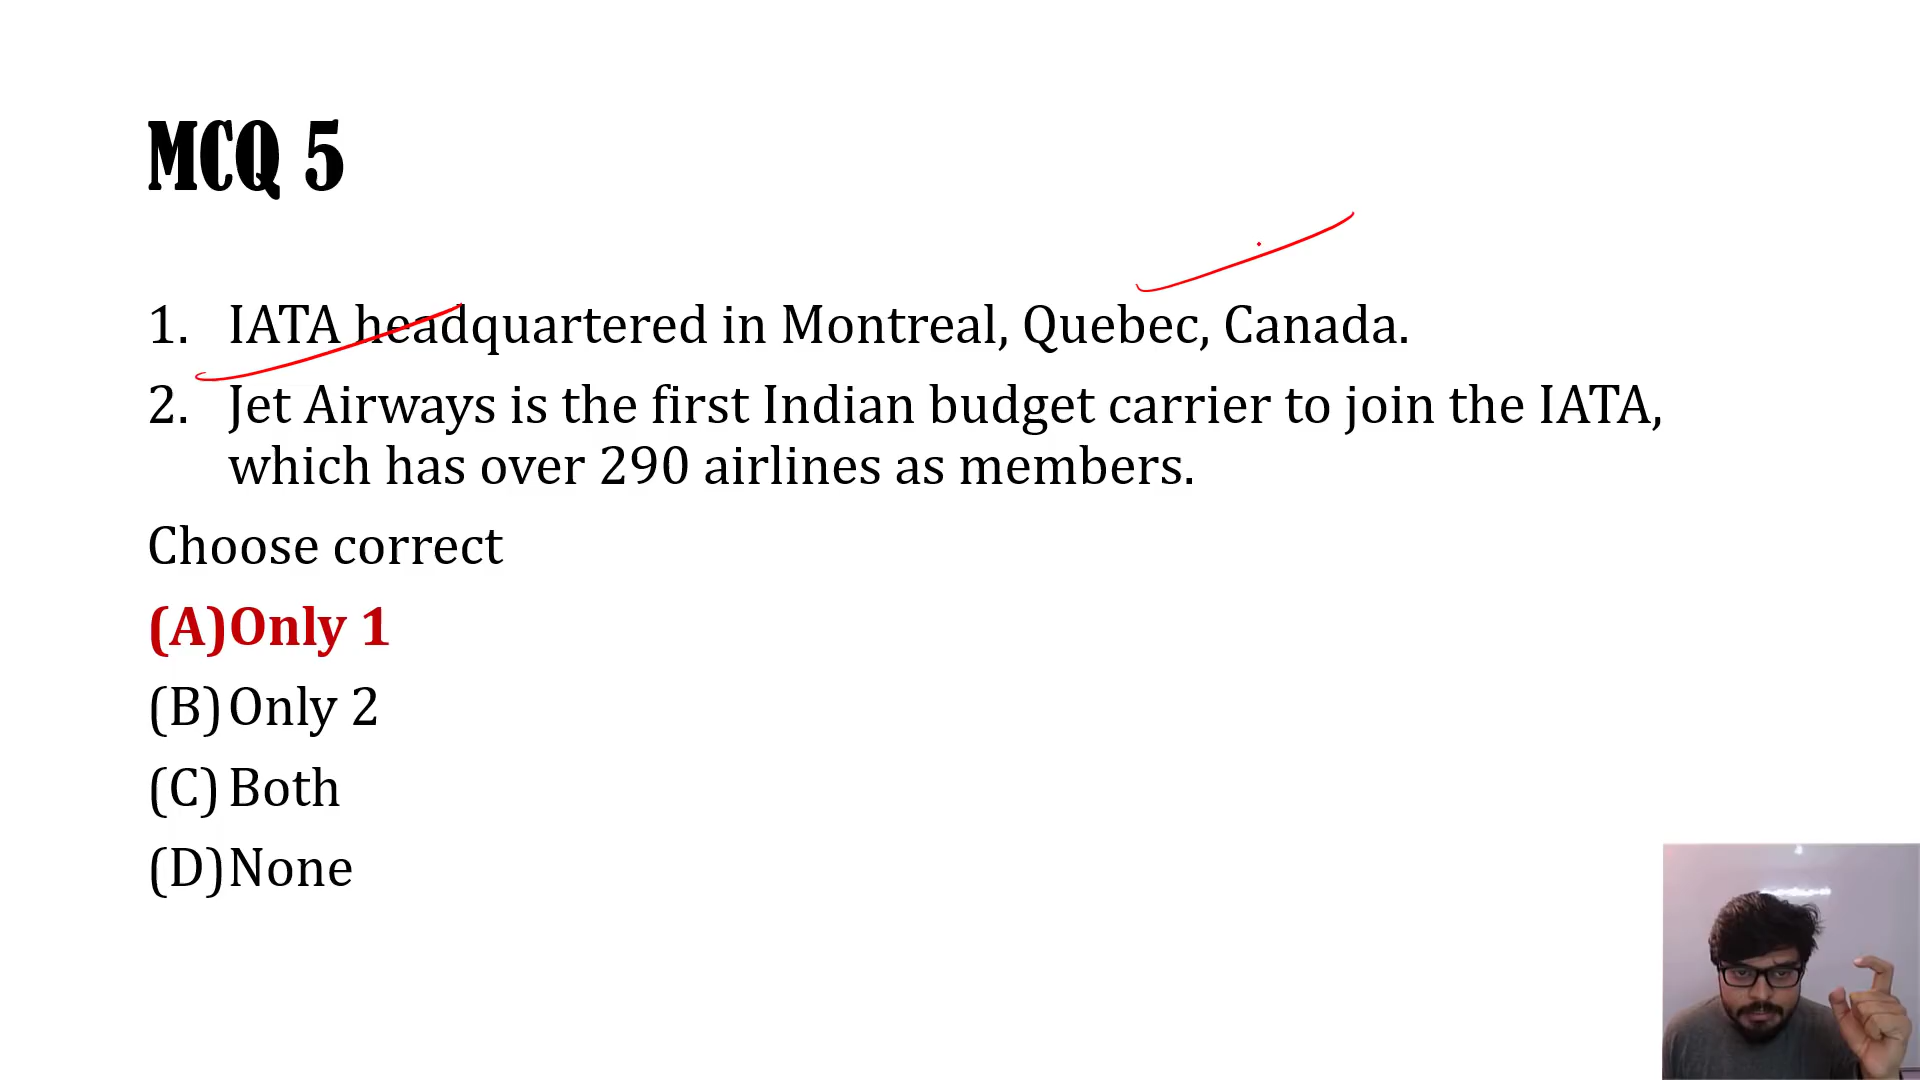 MCQ 5
1. IATA headquartered in Montreal, Quebec, Canada.
2. Jet Airways is the first Indian budget carrier to join the IATA,
which has over 290 airlines as members.
Choose correct
(A) Only 1
(B) Only 2
(C) Both
(D) None